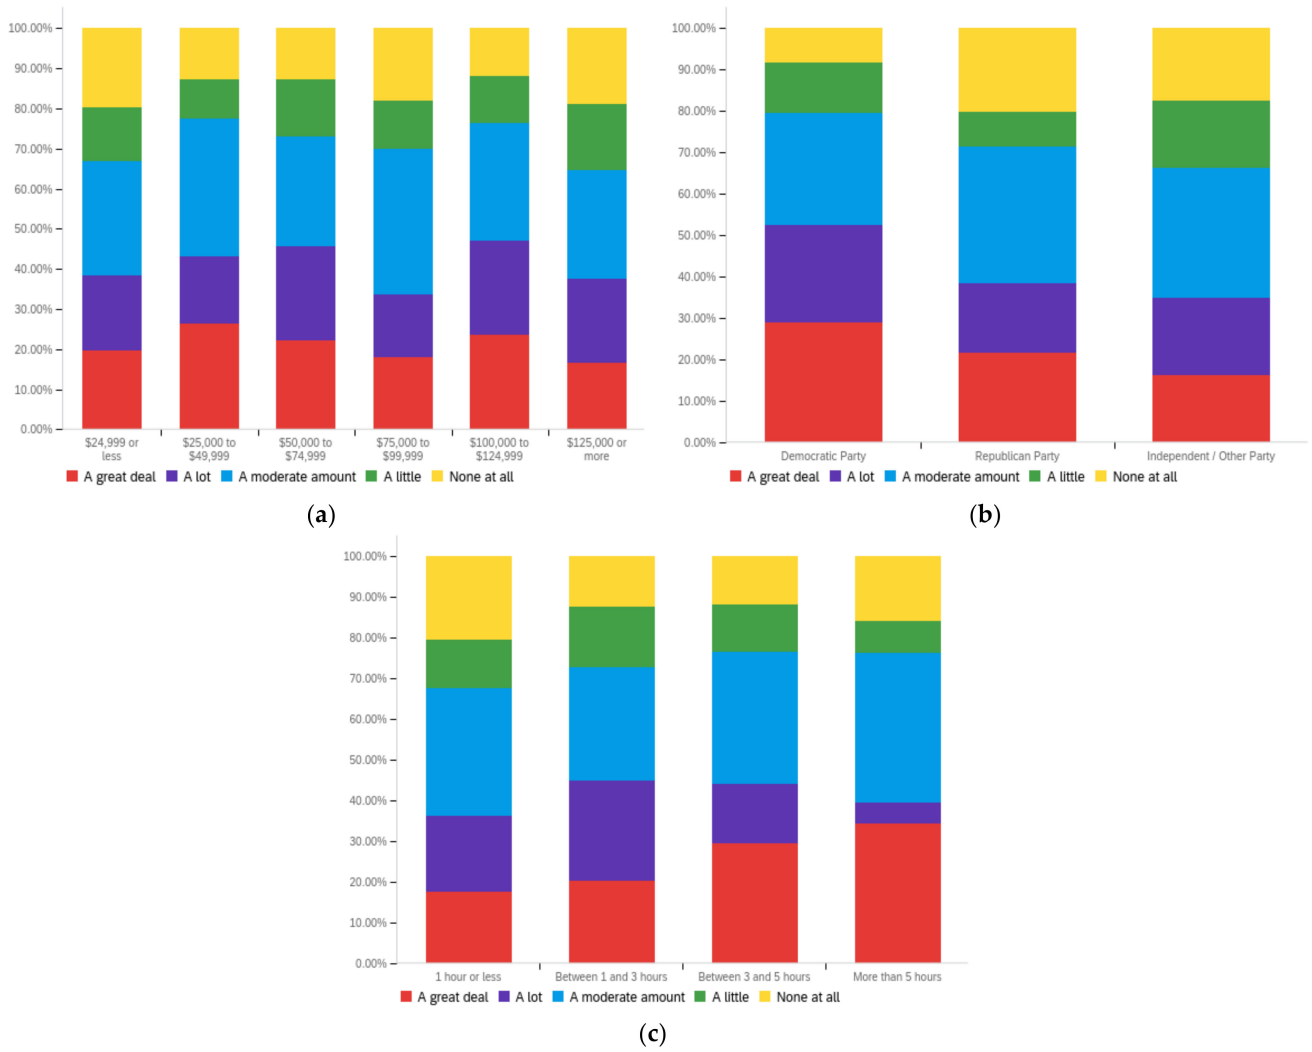 100.00%
90.00%
80.00%
70.00%
60.00%
50.00%
40.00%
30.00%
20.00%
10.00%
0.00%
$24,999 or less
$25,000 to $49,999
$50,000 to $74,999
$75,000 to $99,999
$100,000 to $124,999
$125,000 or more
A great deal A lot A moderate amount A little None at all
(a)
100.00%
90.00%
80.00%
70.00%
60.00%
50.00%
40.00%
30.00%
20.00%
10.00%
0.00%
Democratic Party Republican Party Independent / Other Party
A great deal A lot A moderate amount A little None at all
(b)
100.00%
90.00%
80.00%
70.00%
60.00%
50.00%
40.00%
30.00%
20.00%
10.00%
0.00%
1 hour or less Between 1 and 3 hours Between 3 and 5 hours More than 5 hours
A great deal A lot A moderate amount A little None at all
(c)